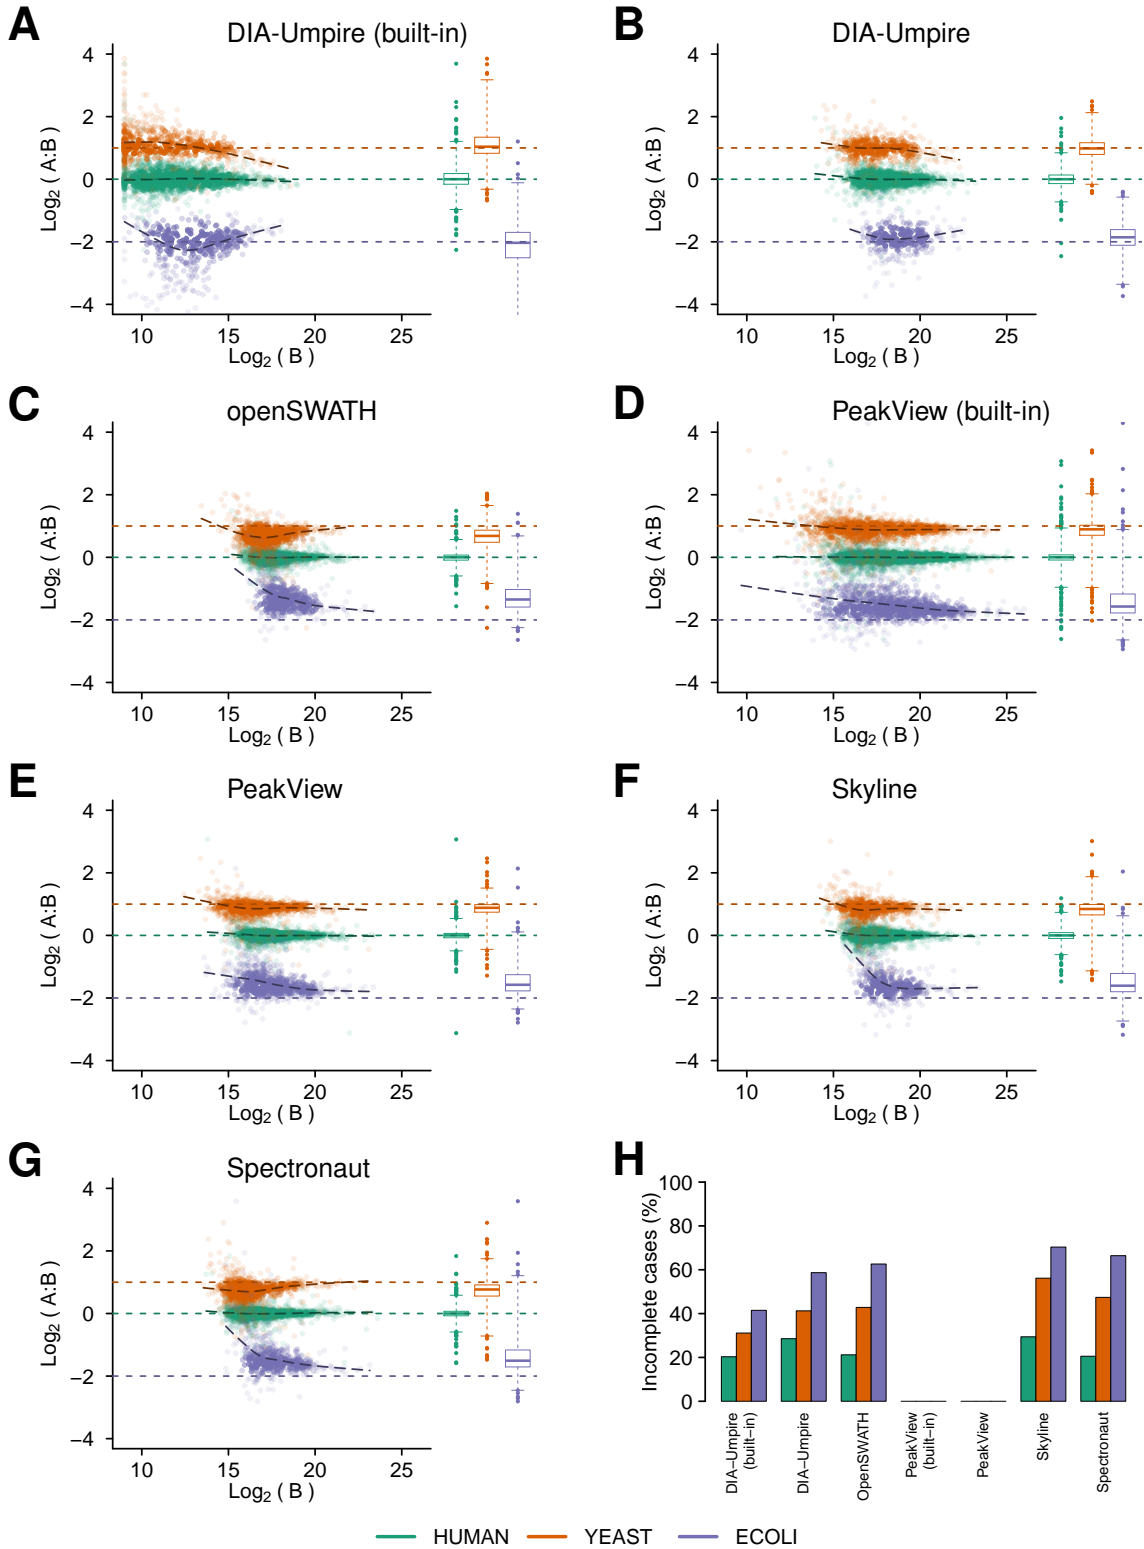 A
DIA-Umpire (built-in)
4
2
0
−2
−4
Log2 ( A:B )
10
15
20
25
Log2 ( B )
B
DIA-Umpire
4
2
0
−2
−4
Log2 ( A:B )
10
15
20
25
Log2 ( B )
C
openSWATH
4
2
0
−2
−4
Log2 ( A:B )
10
15
20
25
Log2 ( B )
D
PeakView (built-in)
4
2
0
−2
−4
Log2 ( A:B )
10
15
20
25
Log2 ( B )
E
PeakView
4
2
0
−2
−4
Log2 ( A:B )
10
15
20
25
Log2 ( B )
F
Skyline
4
2
0
−2
−4
Log2 ( A:B )
10
15
20
25
Log2 ( B )
G
Spectronaut
4
2
0
−2
−4
Log2 ( A:B )
10
15
20
25
Log2 ( B )
H
100
80
60
40
20
0
Incomplete cases (%)
DIA−Umpire
(built−in)
DIA−Umpire
OpenSWATH
PeakView
(built−in)
PeakView
Skyline
Spectronaut
HUMAN
YEAST
ECOLI